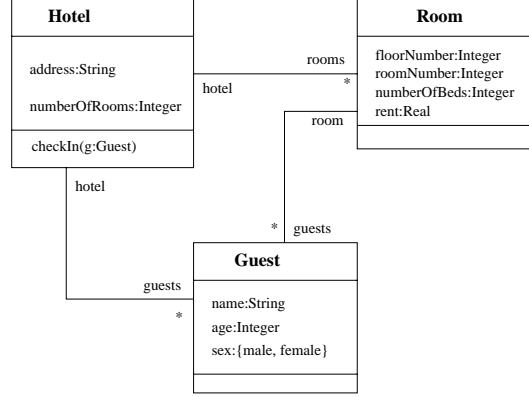 Hotel
address:String
numberOfRooms:Integer
checkIn(g:Guest)
Room
floorNumber:Integer
roomNumber:Integer
numberOfBeds:Integer
rent:Real
rooms
*
hotel
room
hotel
*
guests
guests
*
Guest
name:String
age:Integer
sex:{male, female}